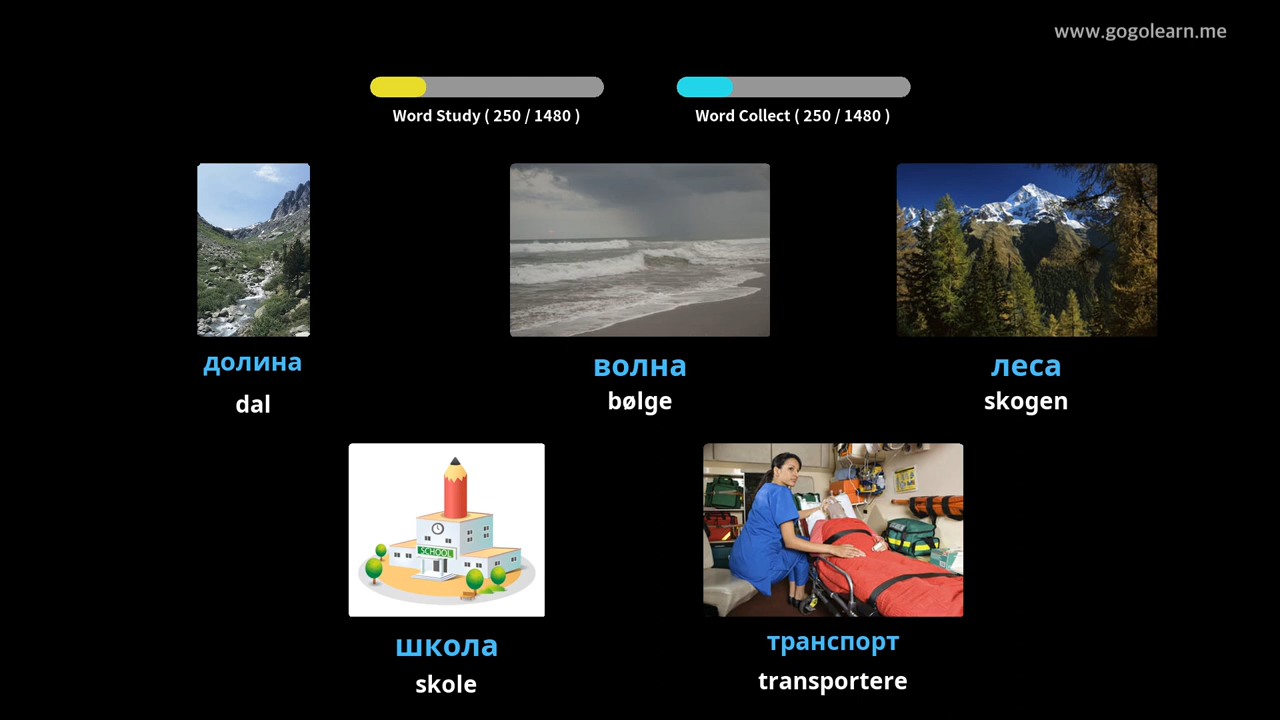 www.gogolearn.me
Word Study ( 250 / 1480 )
Word Collect ( 250 / 1480 )
долина
dal
волна
bølge
леса
skogen
SCHOOL
школа
skole
транспорт
transportere